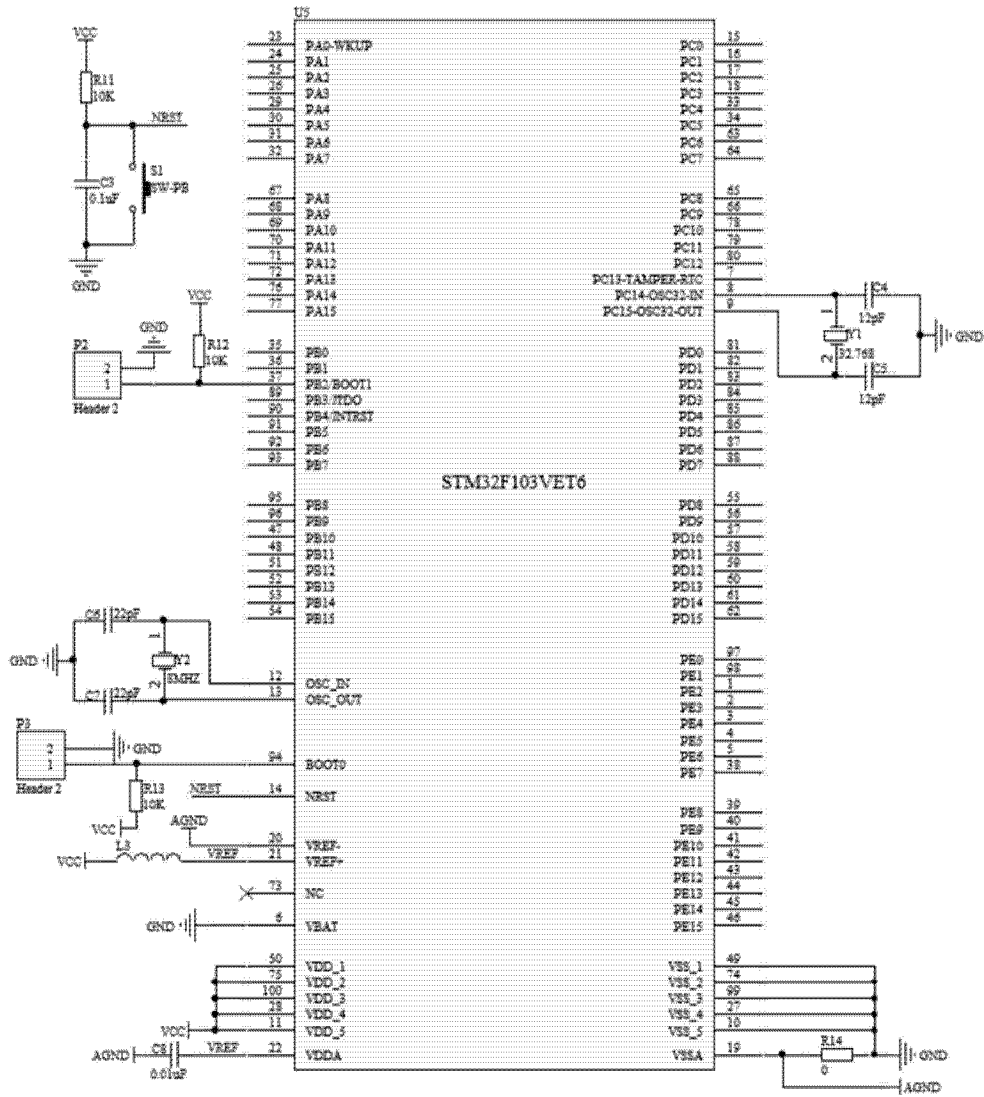 U5
VCC
R11
10K
NRST
C3
0.1uF
S1
SW-PB
GND
23 PA0-WKUP
24 PA1
25 PA2
26 PA3
29 PA4
30 PA5
31 PA6
32 PA7
67 PA8
68 PA9
69 PA10
70 PA11
71 PA12
72 PA13
76 PA14
77 PA15
VCC
R12
10K
GND
P2
2
1
Header 2
35 PB0
36 PB1
37 PB2/BOOT1
89 PB3/JTDO
90 PB4/JNTRST
91 PB5
92 PB6
93 PB7
95 PB8
96 PB9
47 PB10
48 PB11
51 PB12
52 PB13
53 PB14
54 PB15
C6 22pF
GND
1
Y2
2
8MHZ
C7 22pF
12 OSC_IN
13 OSC_OUT
P3
2
1
Header 2
GND
94 BOOT0
R13
10K
VCC
NRST 14 NRST
AGND
20 VREF-
VCC
L3
VREF 21 VREF+
73 NC
GND
6 VBAT
50 VDD_1
75 VDD_2
100 VDD_3
28 VDD_4
VCC 11 VDD_5
AGND C8 VREF 22 VDDA
0.01uF
STM32F103VET6
PC0 15
PC1 16
PC2 17
PC3 18
PC4 33
PC5 34
PC6 63
PC7 64
PC8 65
PC9 66
PC10 78
PC11 79
PC12 80
PC13-TAMPER-RTC 7
PC14-OSC32-IN 8
PC15-OSC32-OUT 9
C4
12pF
1
Y1
2
32.768
C5
12pF
GND
PD0 81
PD1 82
PD2 83
PD3 84
PD4 85
PD5 86
PD6 87
PD7 88
PD8 55
PD9 56
PD10 57
PD11 58
PD12 59
PD13 60
PD14 61
PD15 62
PE0 97
PE1 98
PE2 1
PE3 2
PE4 3
PE5 4
PE6 5
PE7 38
PE8 39
PE9 40
PE10 41
PE11 42
PE12 43
PE13 44
PE14 45
PE15 46
VSS_1 49
VSS_2 74
VSS_3 99
VSS_4 27
VSS_5 10
VSSA 19
R14
0
GND
AGND